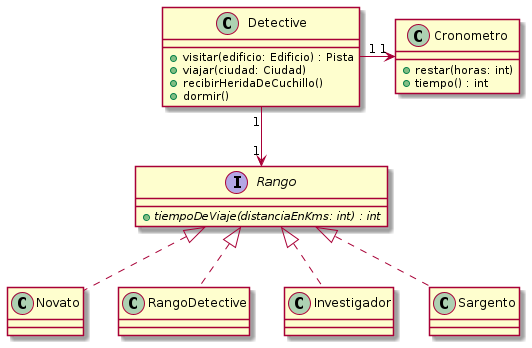 C Detective
visitar(edificio: Edificio) : Pista
viajar(ciudad: Ciudad)
recibirHeridaDeCuchillo()
dormir()
1 1
C Cronometro
restar(horas: int)
tiempo() : int
1
1
I Rango
tiempoDeViaje(distanciaEnKms: int) : int
C Novato
C RangoDetective
C Investigador
C Sargento